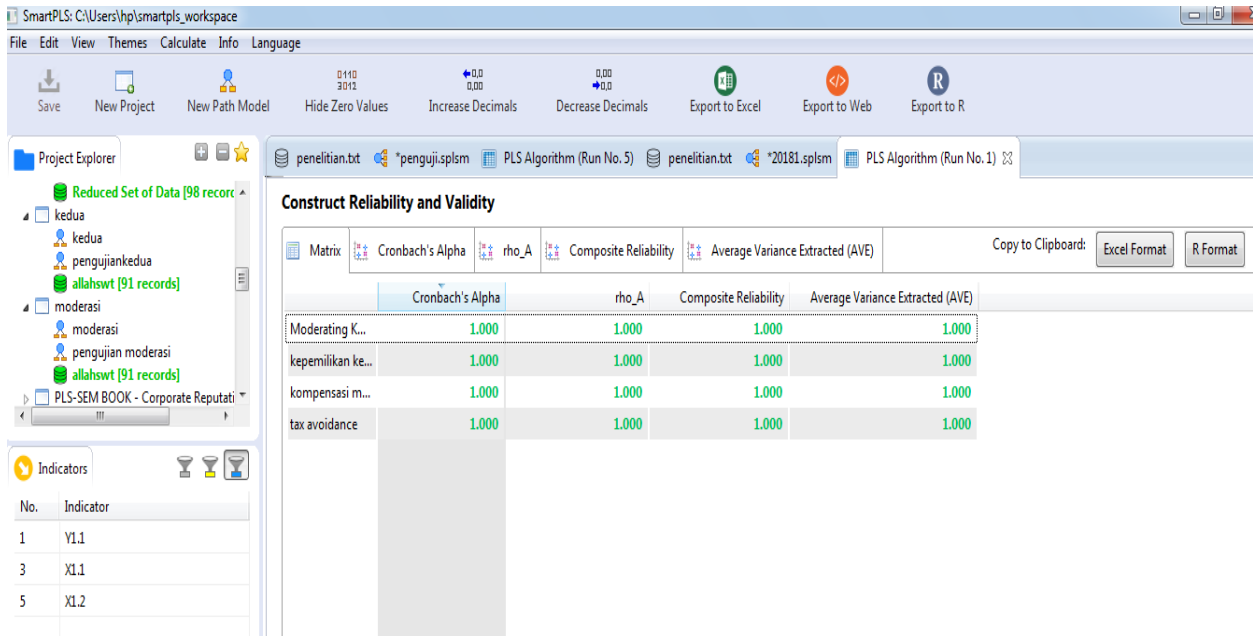 SmartPLS: C:\Users\hp\smartpls_workspace
File Edit View Themes Calculate Info Language
Save New Project New Path Model Hide Zero Values Increase Decimals Decrease Decimals Export to Excel Export to Web Export to R
Project Explorer
Reduced Set of Data [98 record
kedua
kedua
pengujiankedua
allahswt [91 records]
moderasi
moderasi
pengujian moderasi
allahswt [91 records]
PLS-SEM BOOK - Corporate Reputati
Indicators
No. Indicator
1 Y1.1
3 X1.1
5 X1.2
penelitian.txt *penguji.splsm PLS Algorithm (Run No. 5) penelitian.txt *20181.splsm PLS Algorithm (Run No. 1)
Construct Reliability and Validity
Matrix Cronbach's Alpha rho_A Composite Reliability Average Variance Extracted (AVE) Copy to Clipboard: Excel Format R Format
Cronbach's Alpha rho_A Composite Reliability Average Variance Extracted (AVE)
Moderating K... 1.000 1.000 1.000 1.000
kepemilikan ke... 1.000 1.000 1.000 1.000
kompensasi m... 1.000 1.000 1.000 1.000
tax avoidance 1.000 1.000 1.000 1.000